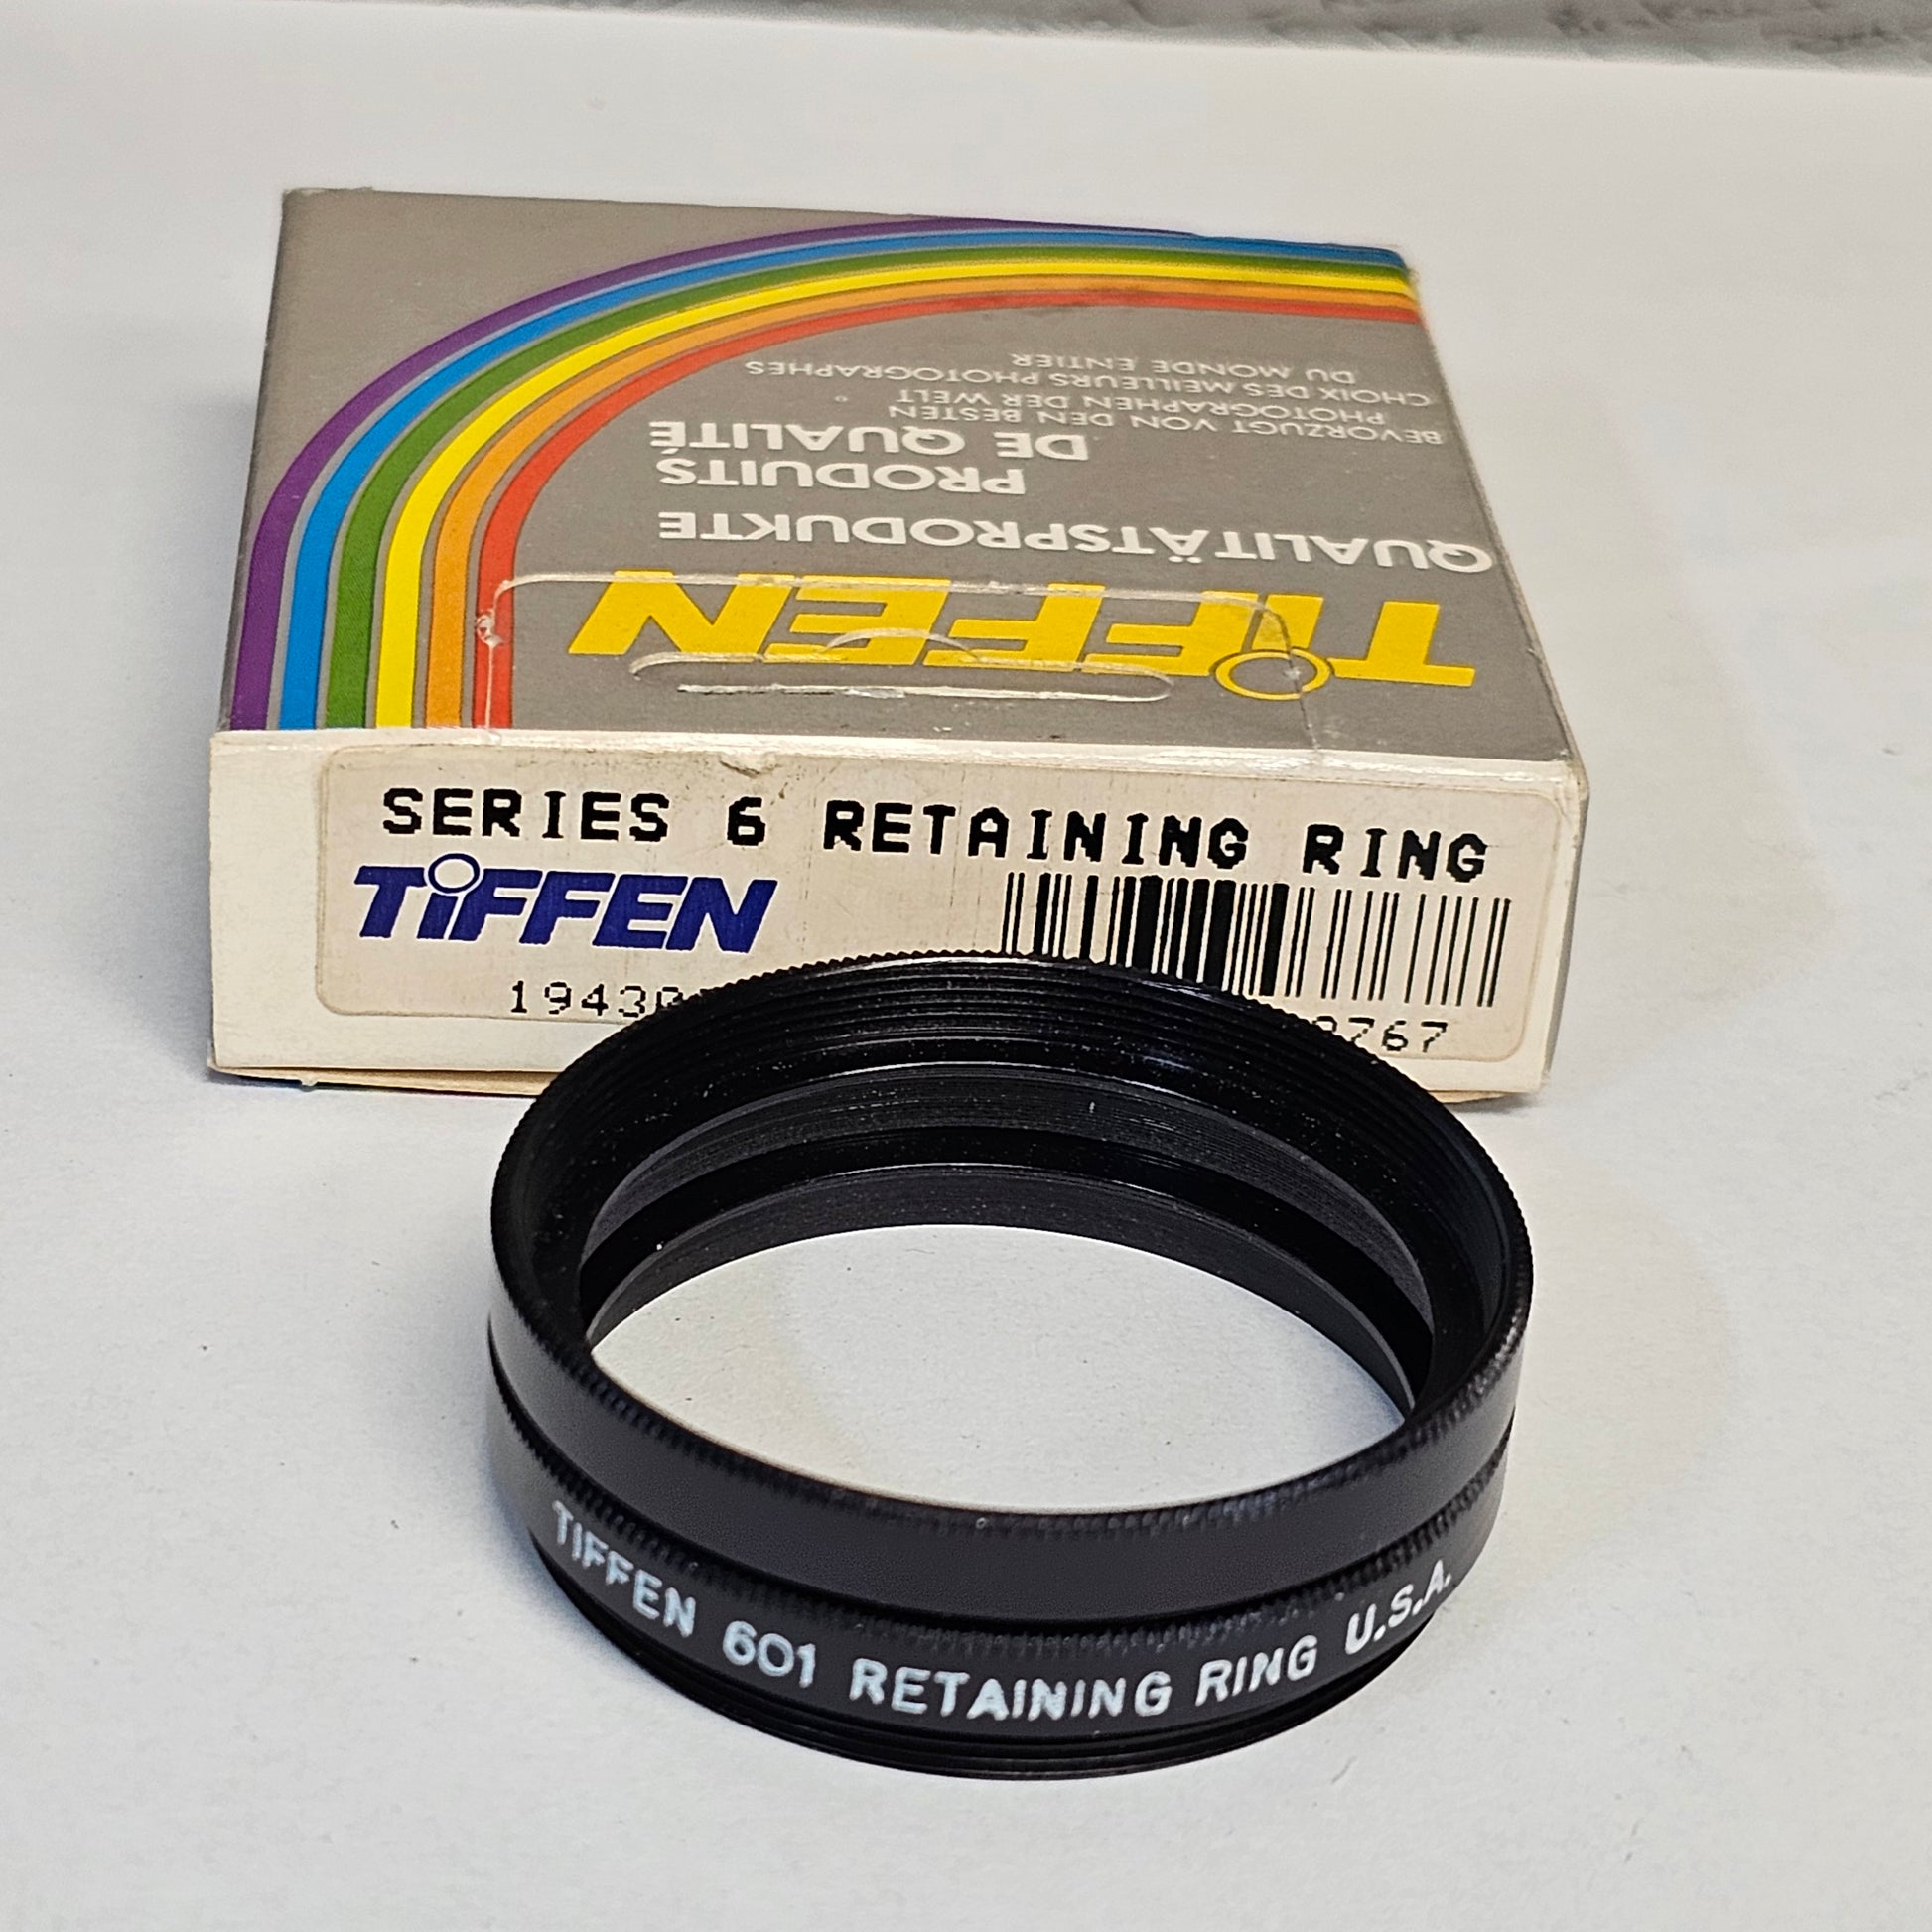 TIFFEN
QUALITÄTSPRODUKTE
PRODUITS
DE QUALITÉ
BEVORZUGT VON DEN BESTEN
PHOTOGRAPHEN DER WELT
CHOIX DES MEILLEURS PHOTOGRAPHES
DU MONDE ENTIER
SERIES 6 RETAINING RING
TIFFEN
TIFFEN 601 RETAINING RING U.S.A.